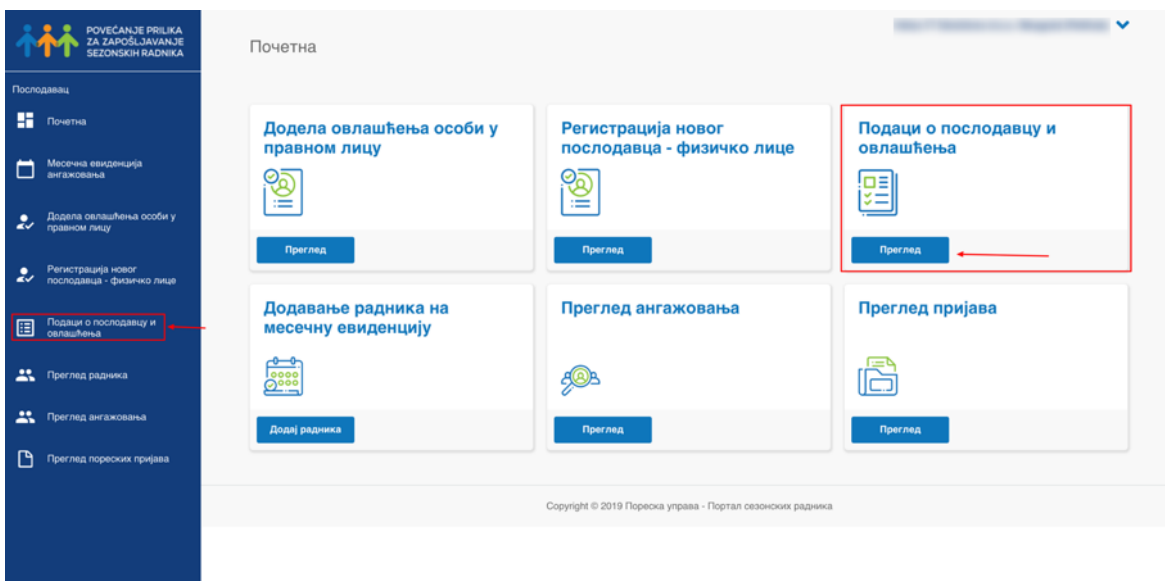 POVEĆANJE PRILIKA
ZA ZAPOŠLJAVANJE
SEZONSKIH RADNIKA
Послодавац
Почетна
Месечна евиденција
ангажовања
Додела овлашћења особи у
правном лицу
Регистрација новог
послодавца - физичко лице
Подаци о послодавцу и
овлашћења
Преглед радника
Преглед ангажовања
Преглед пореских пријава
Почетна
Додела овлашћења особи у
правном лицу
Преглед
Регистрација новог
послодавца - физичко лице
Преглед
Подаци о послодавцу и
овлашћења
Преглед
Додавање радника на
месечну евиденцију
Додај радника
Преглед ангажовања
Преглед
Преглед пријава
Преглед
Copyright © 2019 Пореска управа - Портал сезонских радника